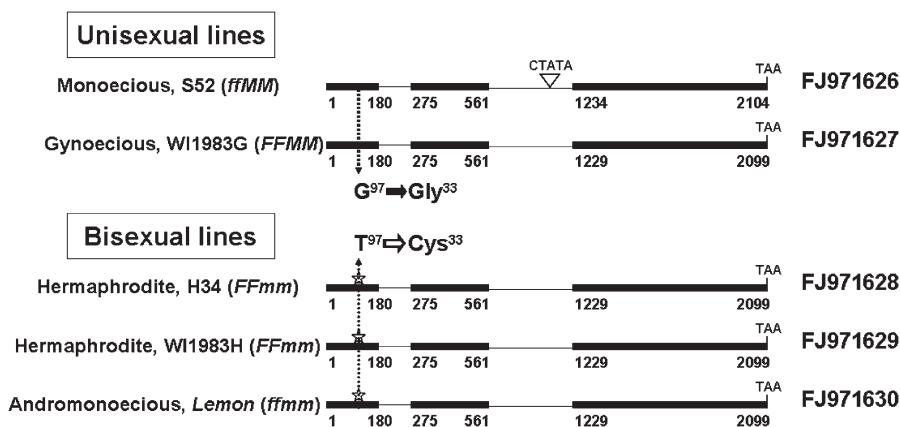 Unisexual lines
CTATA
TAA
Monoecious, S52 (ffMM)
FJ971626
1 180 275 561 1234 2104
TAA
Gynoecious, WI1983G (FFMM)
FJ971627
1 180 275 561 1229 2099
G⁹⁷➡Gly³³
Bisexual lines
T⁹⁷⇨Cys³³
TAA
Hermaphrodite, H34 (FFmm)
FJ971628
1 180 275 561 1229 2099
TAA
Hermaphrodite, WI1983H (FFmm)
FJ971629
1 180 275 561 1229 2099
TAA
Andromonoecious, Lemon (ffmm)
FJ971630
1 180 275 561 1229 2099